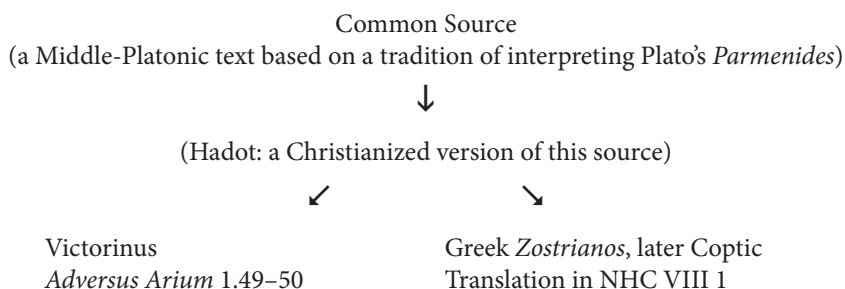 Common Source
(a Middle-Platonic text based on a tradition of interpreting Plato’s Parmenides)
↓
(Hadot: a Christianized version of this source)
↙ ↘
Victorinus Greek Zostrianos, later Coptic
Adversus Arium 1.49–50 Translation in NHC VIII 1